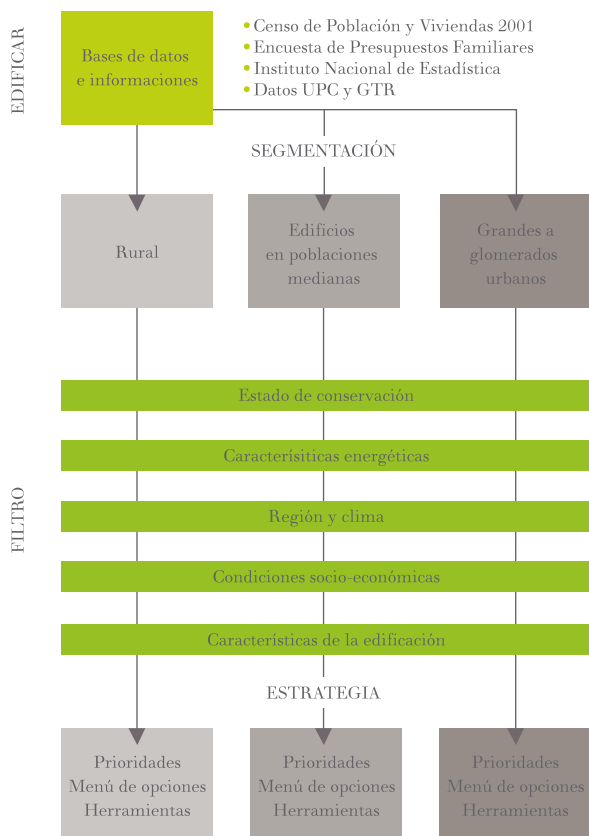 EDIFICAR
Bases de datos
e informaciones
• Censo de Población y Viviendas 2001
• Encuesta de Presupuestos Familiares
• Instituto Nacional de Estadística
• Datos UPC y GTR
SEGMENTACIÓN
Rural
Edificios
en poblaciones
medianas
Grandes a
glomerados
urbanos
FILTRO
Estado de conservación
Caracterísiticas energéticas
Región y clima
Condiciones socio-económicas
Características de la edificación
ESTRATEGIA
Prioridades
Menú de opciones
Herramientas
Prioridades
Menú de opciones
Herramientas
Prioridades
Menú de opciones
Herramientas